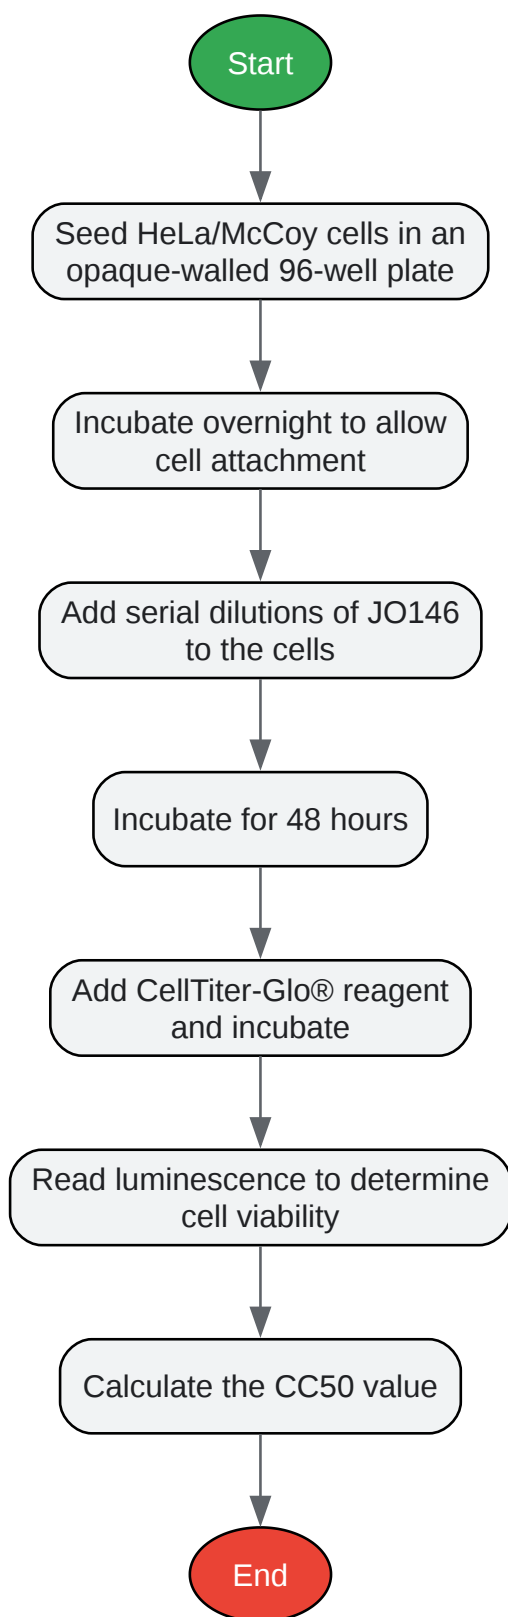 Start
Seed HeLa/McCoy cells in an
opaque-walled 96-well plate
Incubate overnight to allow
cell attachment
Add serial dilutions of JO146
to the cells
Incubate for 48 hours
Add CellTiter-Glo® reagent
and incubate
Read luminescence to determine
cell viability
Calculate the CC50 value
End